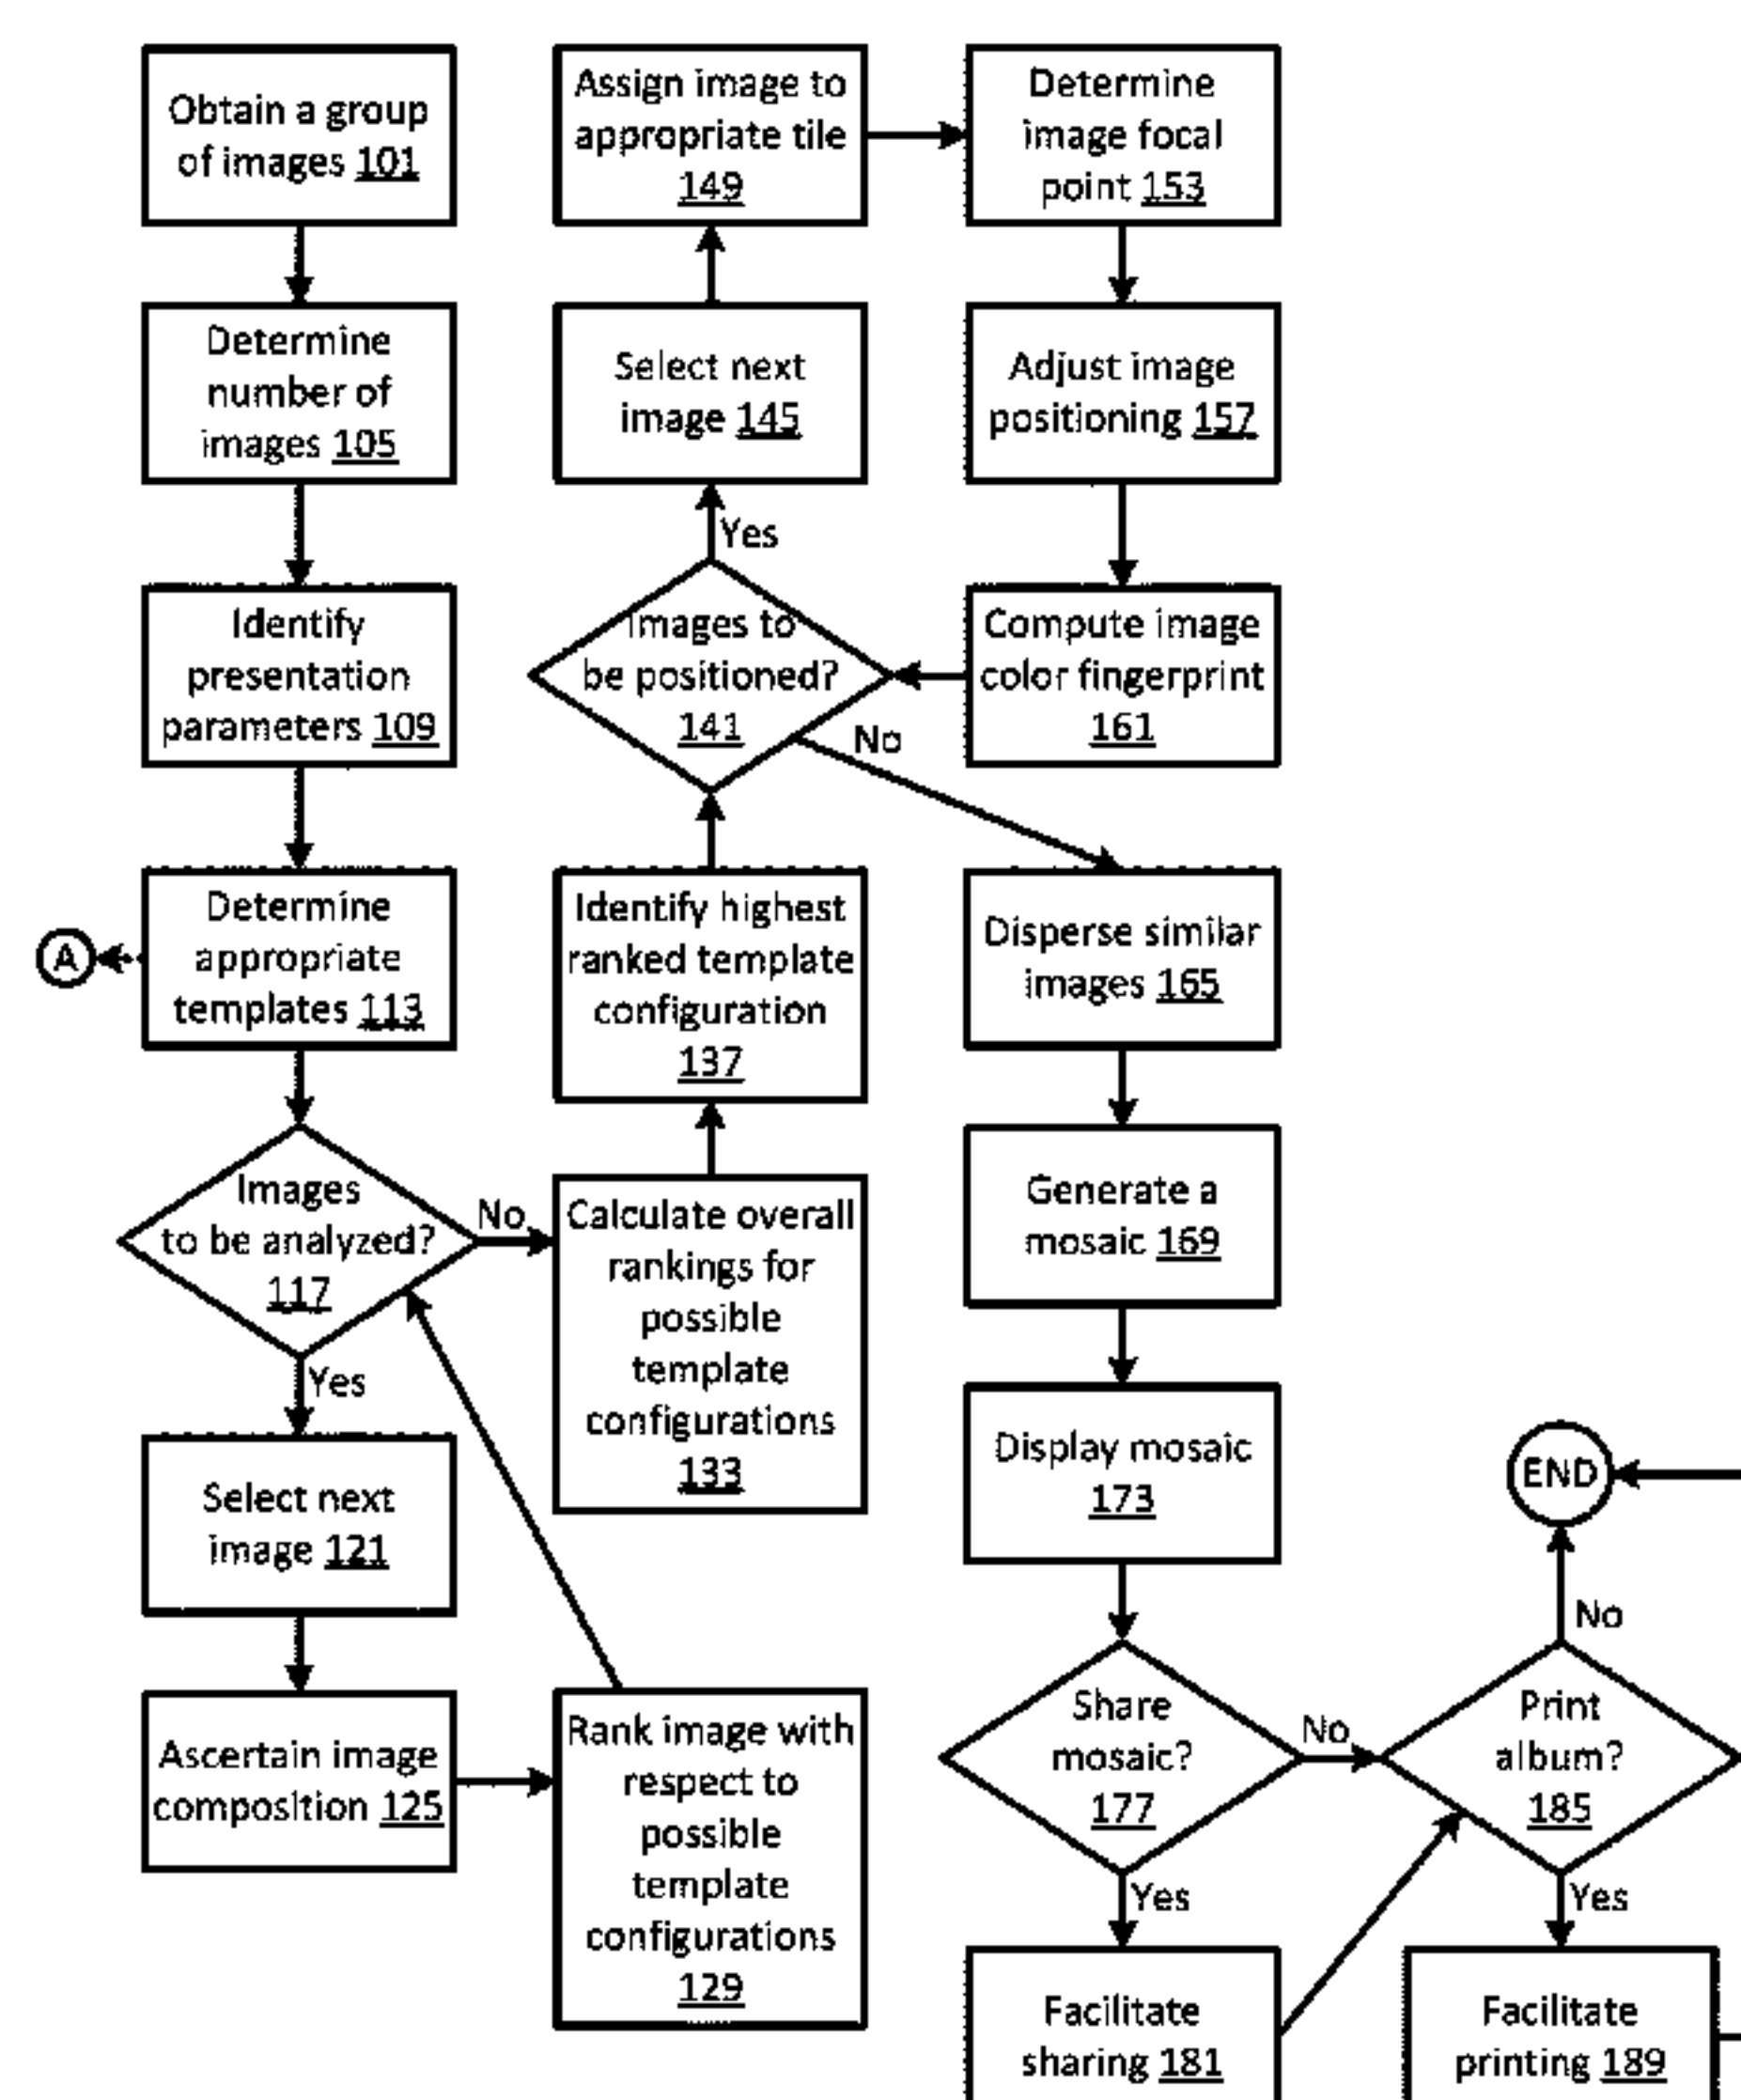 Obtain a group
of images 101
Determine
number of
images 105
Identify
presentation
parameters 109
Determine
appropriate
templates 113
A
Images
to be analyzed?
117
No
Yes
Select next
image 121
Ascertain image
composition 125
Rank image with
respect to
possible
template
configurations
129
Calculate overall
rankings for
possible
template
configurations
133
Identify highest
ranked template
configuration
137
Images to
be positioned?
141
Yes
No
Select next
image 145
Assign image to
appropriate tile
149
Determine
image focal
point 153
Adjust image
positioning 157
Compute image
color fingerprint
161
Disperse similar
images 165
Generate a
mosaic 169
Display mosaic
173
Share
mosaic?
177
No
Yes
Facilitate
sharing 181
Print
album?
185
No
Yes
END
Facilitate
printing 189